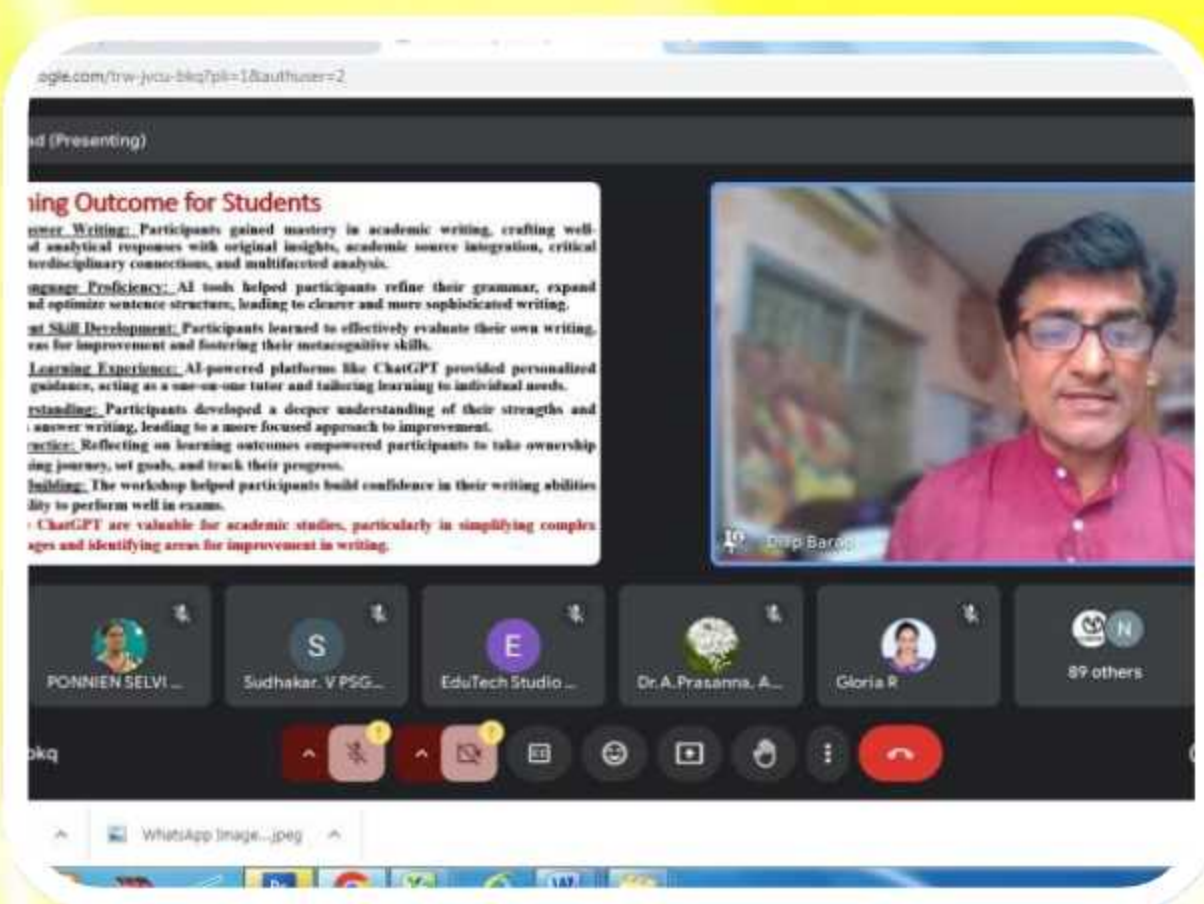 ogle.com/trw-jvcu-bkq?pli=1&authuser=2
ad (Presenting)
ning Outcome for Students
swer Writing: Participants gained mastery in academic writing, crafting well-
d analytical responses with original insights, academic source integration, critical
terdisciplinary connections, and multifaceted analysis.
nguage Proficiency: AI tools helped participants refine their grammar, expand
nd optimize sentence structure, leading to clearer and more sophisticated writing.
nt Skill Development: Participants learned to effectively evaluate their own writing,
eas for improvement and fostering their metacognitive skills.
Learning Experience: AI-powered platforms like ChatGPT provided personalized
guidance, acting as a one-on-one tutor and tailoring learning to individual needs.
rstanding: Participants developed a deeper understanding of their strengths and
answer writing, leading to a more focused approach to improvement.
ractice: Reflecting on learning outcomes empowered participants to take ownership
ing journey, set goals, and track their progress.
Building: The workshop helped participants build confidence in their writing abilities
lity to perform well in exams.
ChatGPT are valuable for academic studies, particularly in simplifying complex
ages and identifying areas for improvement in writing.
PONNIEN SELVI ...
S
Sudhakar. V PSG...
E
EduTech Studio ...
Dr.A.Prasanna, A...
Gloria R
N
89 others
bkq
WhatsApp Image...jpeg